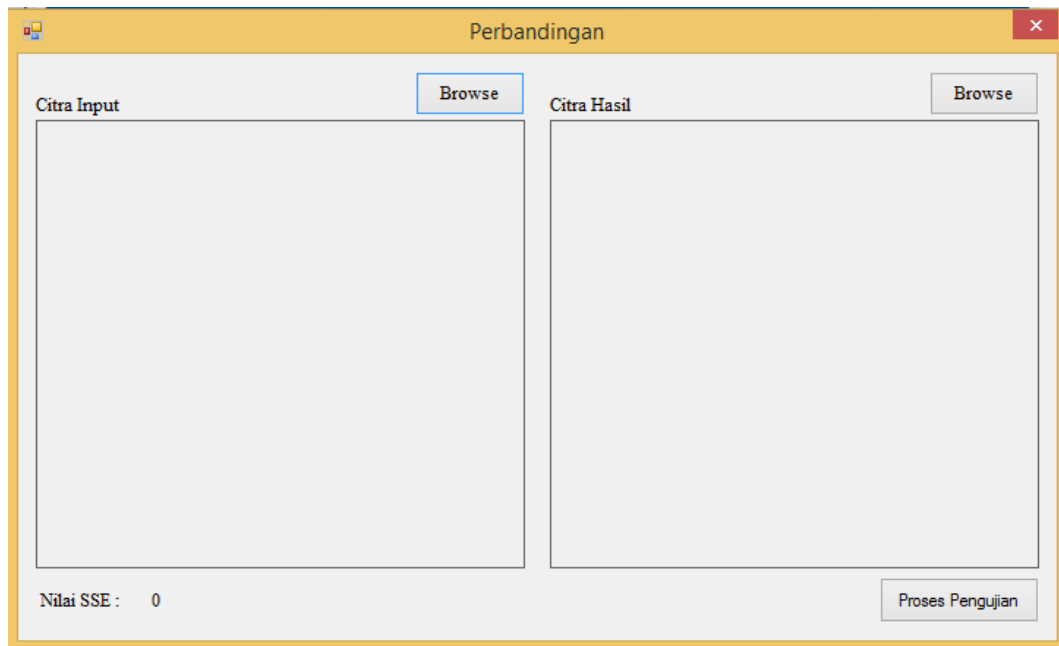 Perbandingan
Citra Input
Browse
Citra Hasil
Browse
Nilai SSE : 0
Proses Pengujian